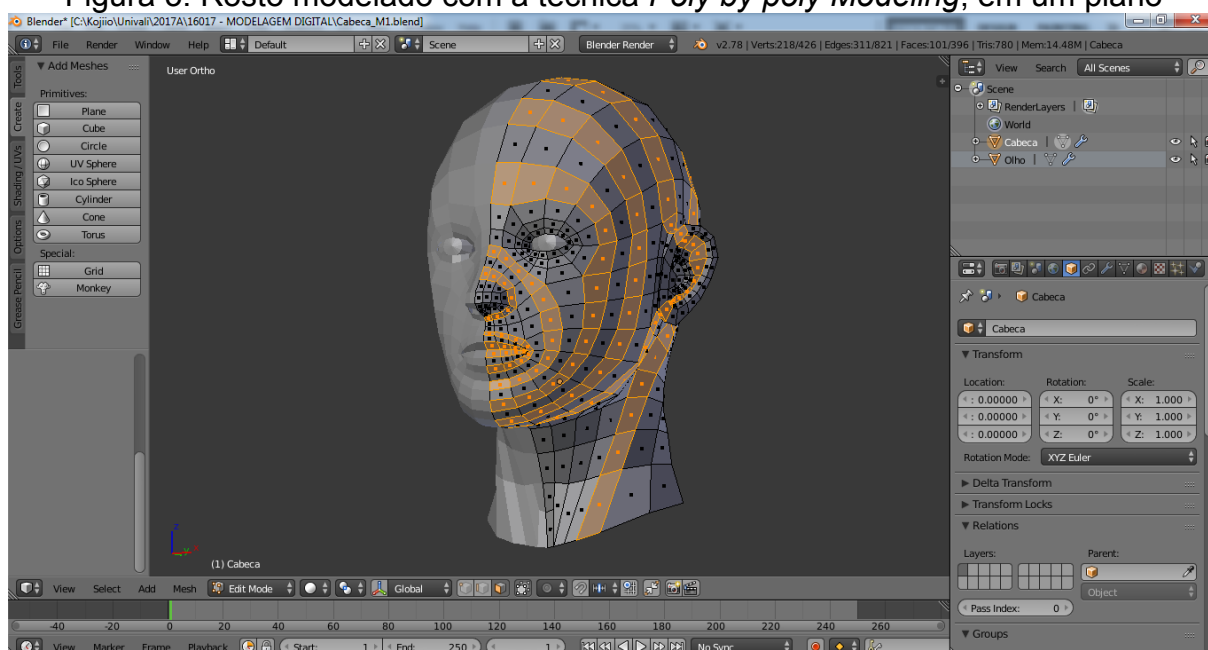 Figura 6. Rosto modelado com a técnica Poly by poly Modeling, em um plano
Blender* [C:\Kojiio\Univali\2017A\16017 - MODELAGEM DIGITAL\Cabeca_M1.blend]
File Render Window Help Default Scene Blender Render v2.78 | Verts:218/426 | Edges:311/821 | Faces:101/396 | Tris:780 | Mem:14.48M | Cabeca
Tools
Create
Shading / UVs
Options
Grease Pencil
Add Meshes
Primitives:
Plane
Cube
Circle
UV Sphere
Ico Sphere
Cylinder
Cone
Torus
Special:
Grid
Monkey
User Ortho
z
y
x
(1) Cabeca
View Select Add Mesh Edit Mode Global
-40 -20 0 20 40 60 80 100 120 140 160 180 200 220 240 260
View Marker Frame Playback Start: 1 End: 250 1 No Sync
View Search All Scenes
Scene
RenderLayers
World
Cabeca
Olho
Cabeca
Cabeca
Transform
Location: Rotation: Scale:
: 0.00000 X: 0° X: 1.000
: 0.00000 Y: 0° Y: 1.000
: 0.00000 Z: 0° Z: 1.000
Rotation Mode: XYZ Euler
Delta Transform
Transform Locks
Relations
Layers: Parent:
Object
Pass Index: 0
Groups